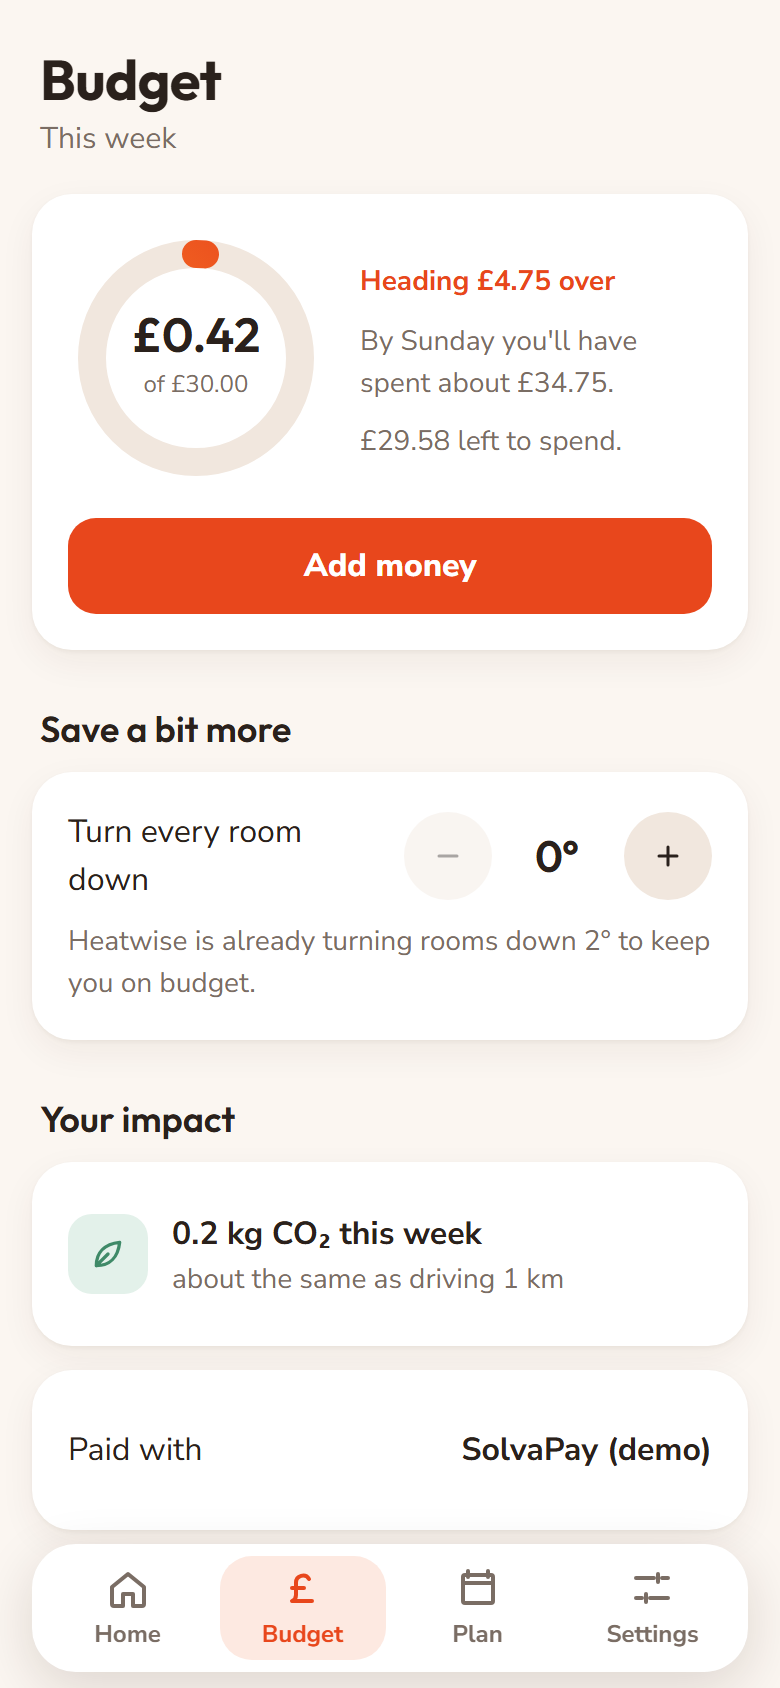 Budget
This week
£0.42
of £30.00
Heading £4.75 over
By Sunday you'll have
spent about £34.75.
£29.58 left to spend.
Add money
Save a bit more
Turn every room
down
−
0°
+
Heatwise is already turning rooms down 2° to keep
you on budget.
Your impact
0.2 kg CO₂ this week
about the same as driving 1 km
Paid with
SolvaPay (demo)
£
Home
Budget
Plan
Settings